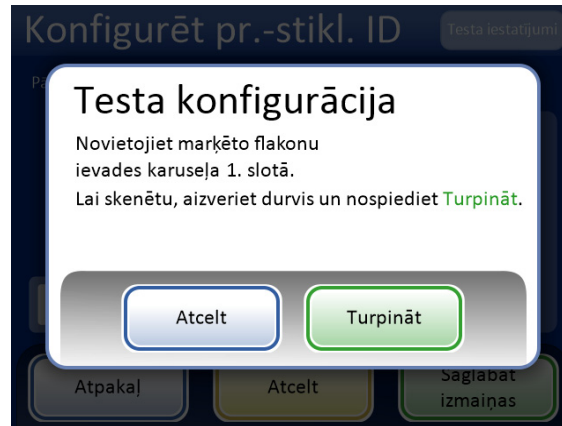 Konfigurēt pr.-stikl. ID
Testa iestatījumi
Testa konfigurācija
Novietojiet marķēto flakonu
ievades karuseļa 1. slotā.
Lai skenētu, aizveriet durvis un nospiediet Turpināt.
Atcelt
Turpināt
Atpakaļ
Atcelt
Saglabāt
izmaiņas